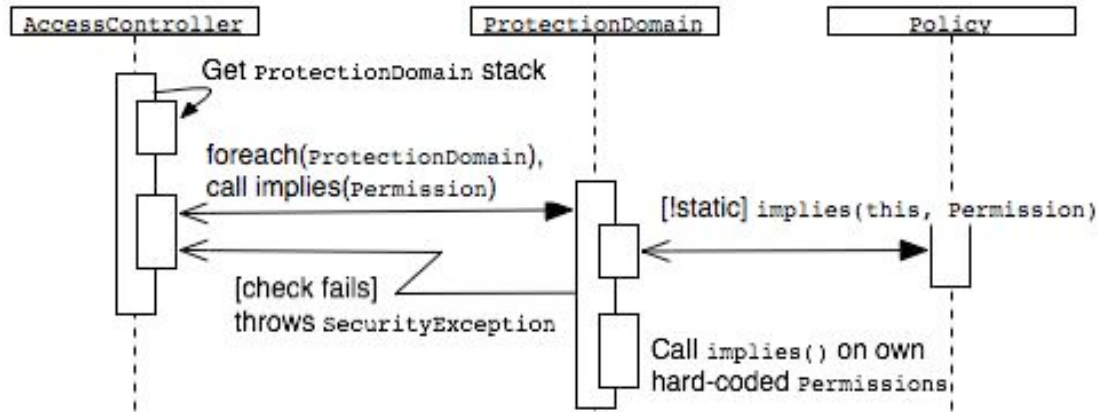 AccessController
ProtectionDomain
Policy
Get ProtectionDomain stack
foreach(ProtectionDomain),
call implies(Permission)
[!static] implies(this, Permission)
[check fails]
throws SecurityException
Call implies() on own
hard-coded Permissions